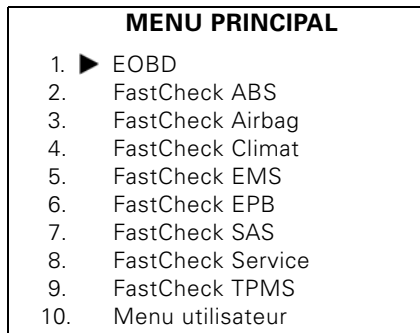 MENU PRINCIPAL
1. ▶ EOBD
2. FastCheck ABS
3. FastCheck Airbag
4. FastCheck Climat
5. FastCheck EMS
6. FastCheck EPB
7. FastCheck SAS
8. FastCheck Service
9. FastCheck TPMS
10. Menu utilisateur